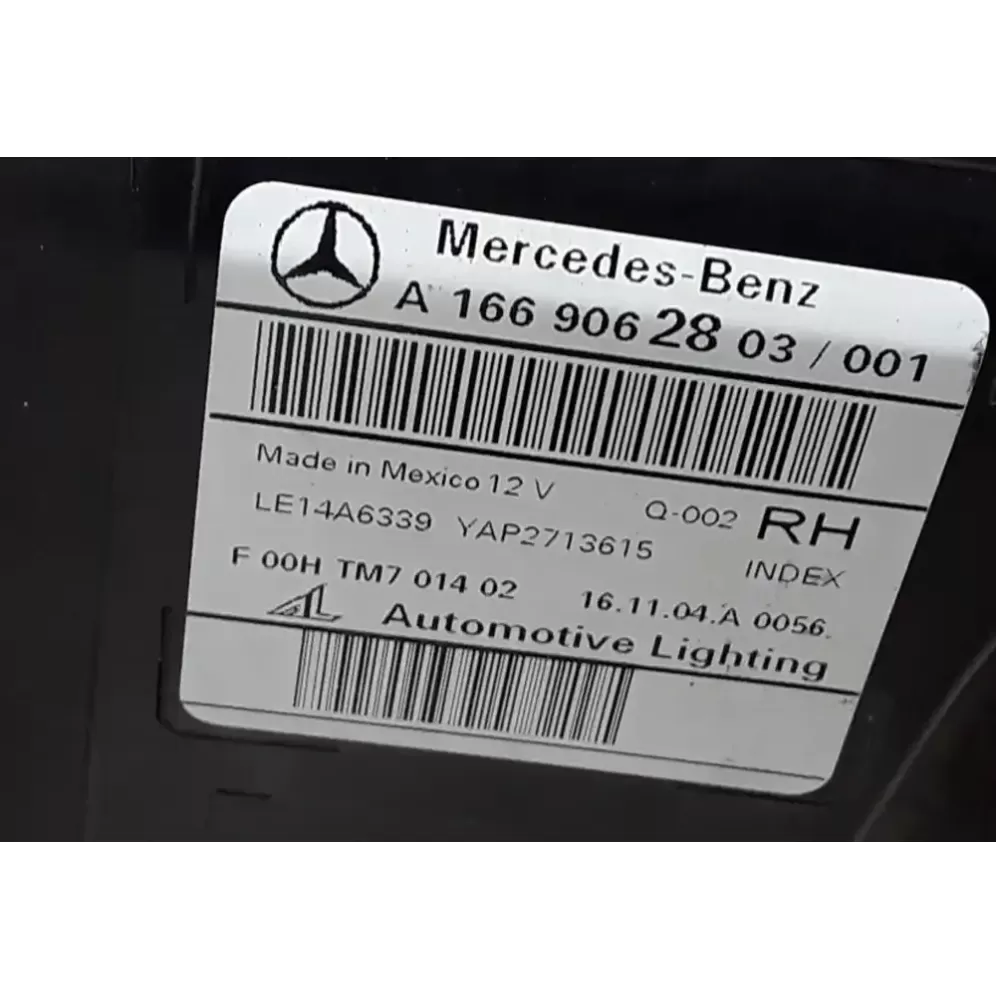 Mercedes-Benz
A 166 906 28 03 / 001
Made in Mexico 12 V
Q-002 RH
LE14A6339 YAP2713615
INDEX
F 00H TM7 014 02
16.11.04.A 0056.
AL Automotive Lighting